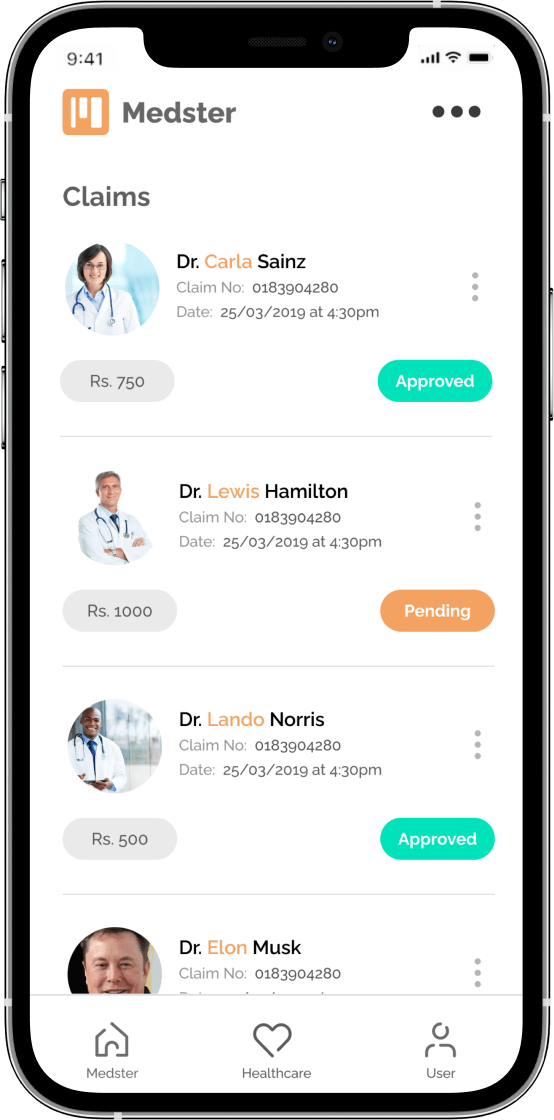 9:41
Medster
Claims
Dr. Carla Sainz
Claim No: 0183904280
Date: 25/03/2019 at 4:30pm
Rs. 750
Approved
Dr. Lewis Hamilton
Claim No: 0183904280
Date: 25/03/2019 at 4:30pm
Rs. 1000
Pending
Dr. Lando Norris
Claim No: 0183904280
Date: 25/03/2019 at 4:30pm
Rs. 500
Approved
Dr. Elon Musk
Claim No: 0183904280
Medster
Healthcare
User